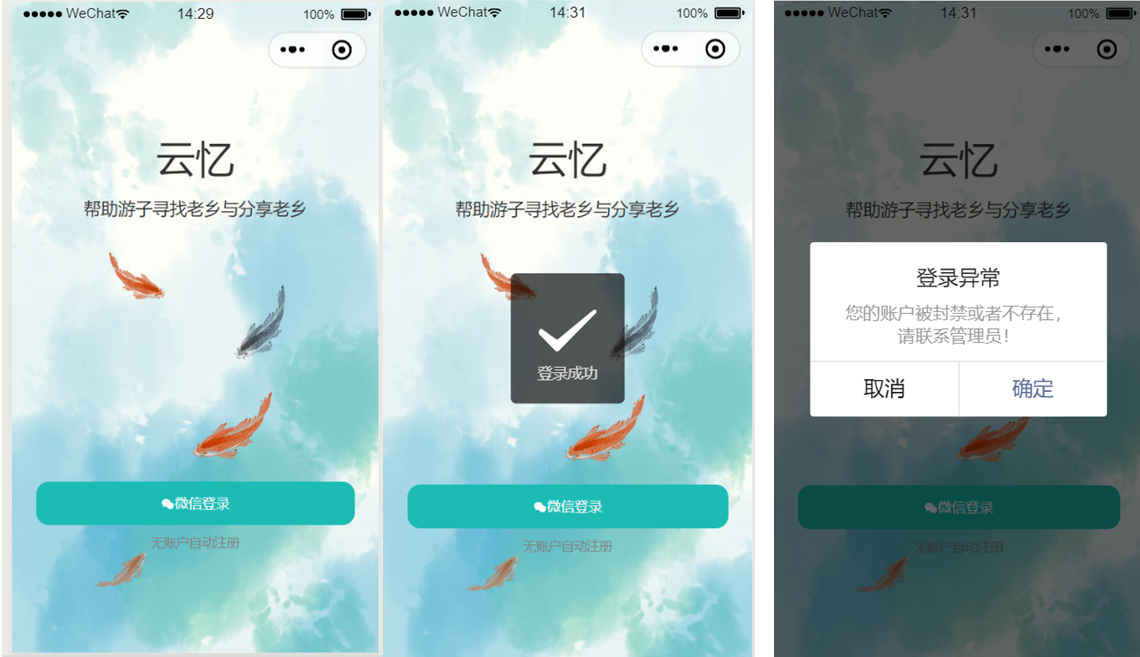 WeChat 14:29 100%
云忆
帮助游子寻找老乡与分享老乡
微信登录
无账户自动注册
WeChat 14:31 100%
云忆
帮助游子寻找老乡与分享老乡
登录成功
微信登录
无账户自动注册
WeChat 14:31 100%
云忆
帮助游子寻找老乡与分享老乡
登录异常
您的账户被封禁或者不存在，
请联系管理员！
取消 确定
微信登录
无账户自动注册